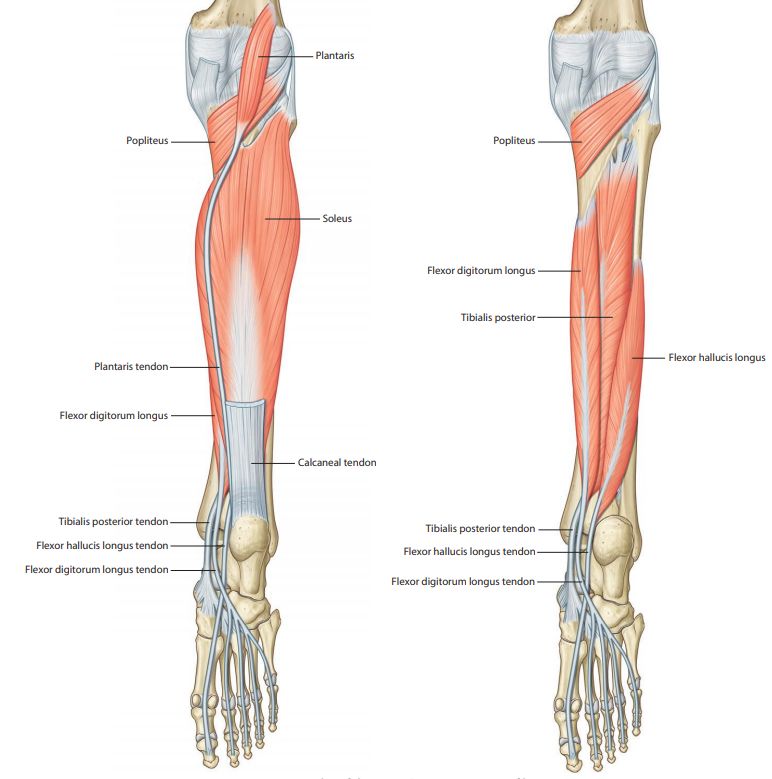 Plantaris
Popliteus
Soleus
Plantaris tendon
Flexor digitorum longus
Calcaneal tendon
Tibialis posterior tendon
Flexor hallucis longus tendon
Flexor digitorum longus tendon
Popliteus
Flexor digitorum longus
Tibialis posterior
Flexor hallucis longus
Tibialis posterior tendon
Flexor hallucis longus tendon
Flexor digitorum longus tendon